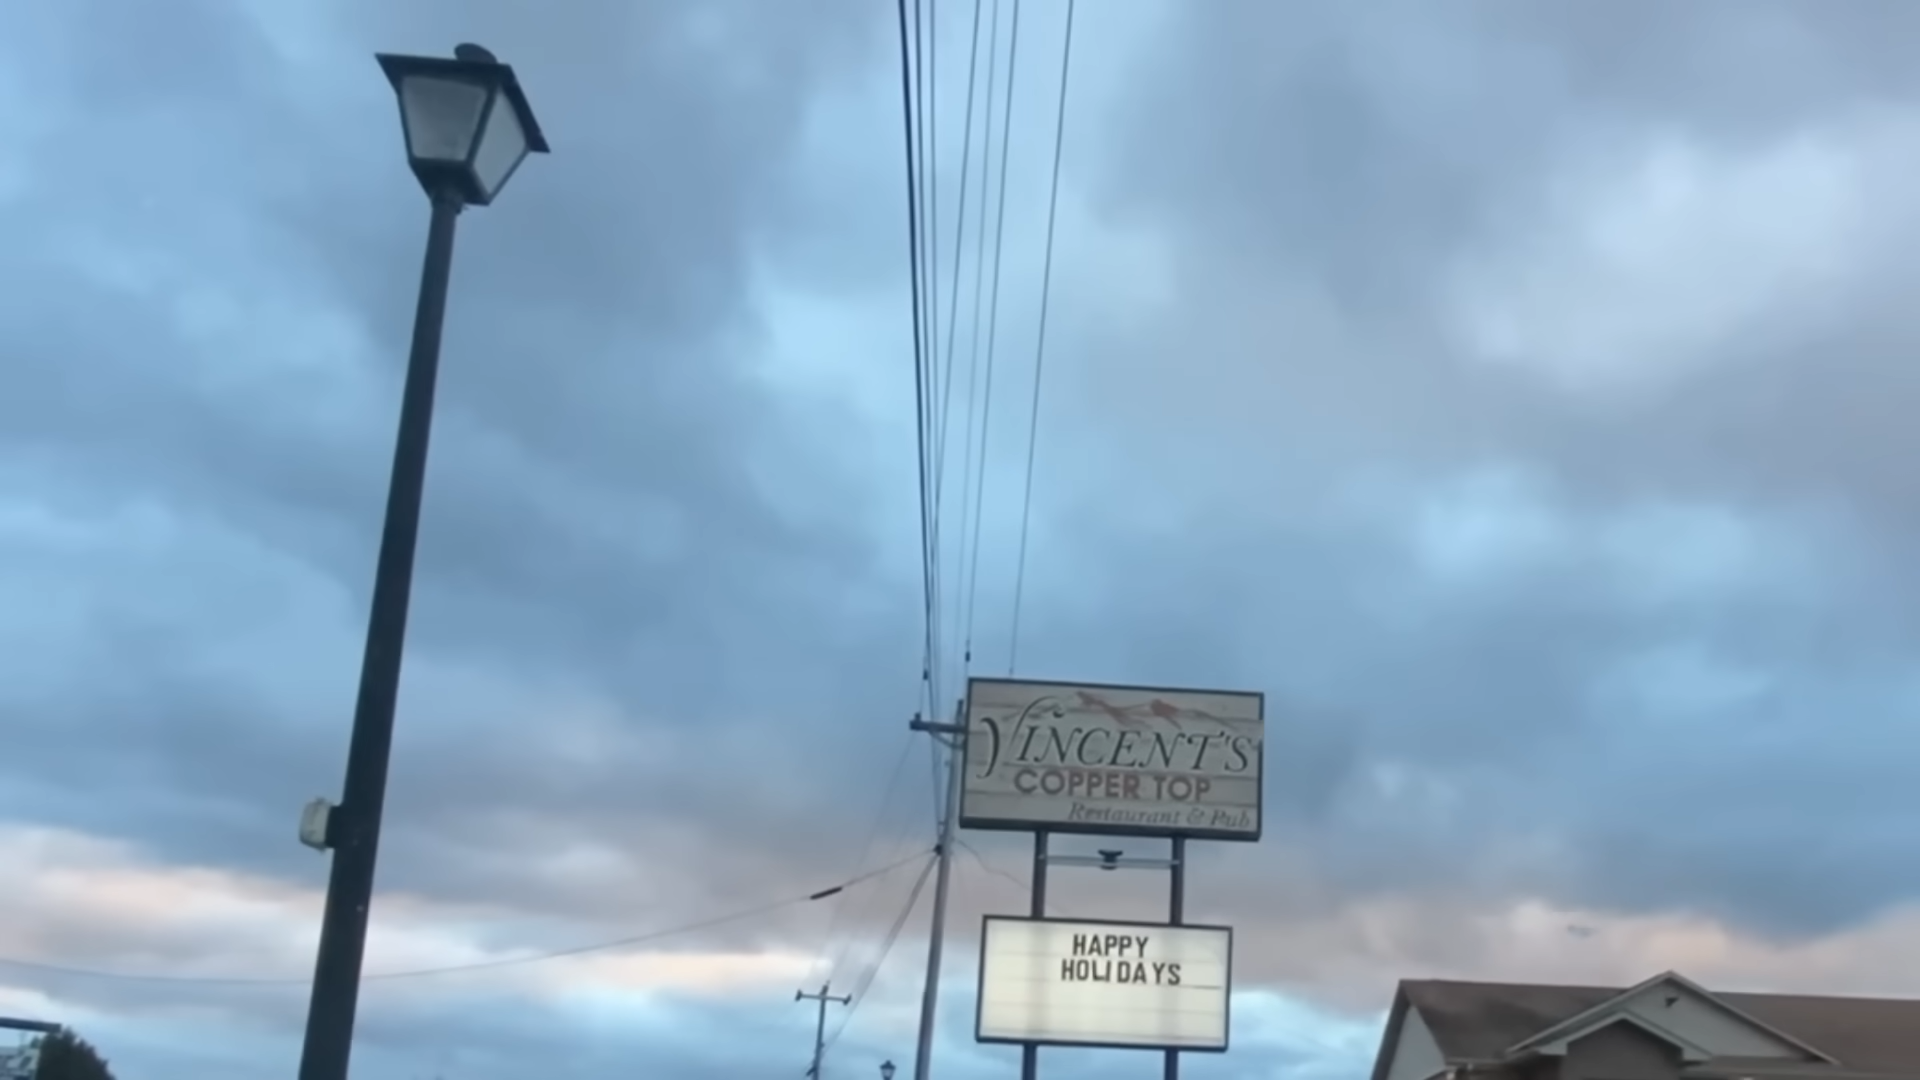 VINCENT'S
COPPER TOP
Restaurant & Pub
HAPPY
HOLIDAYS